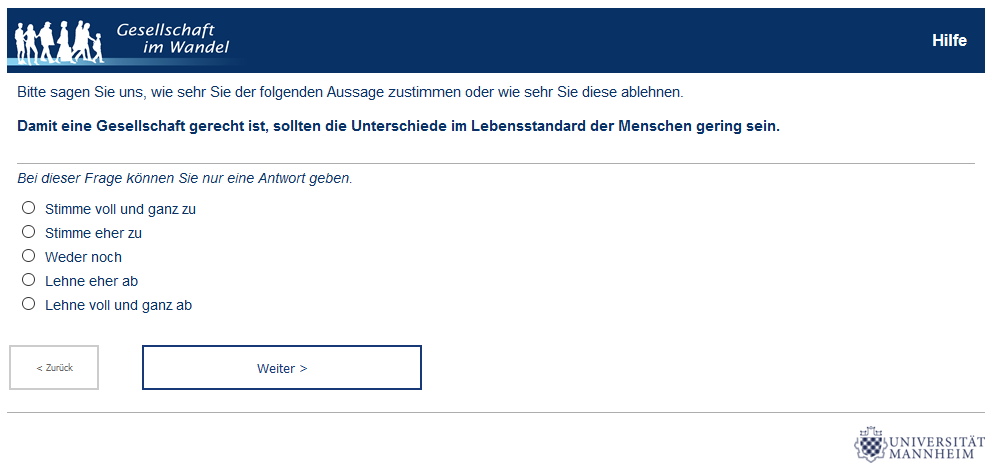 Gesellschaft
im Wandel
Hilfe
Bitte sagen Sie uns, wie sehr Sie der folgenden Aussage zustimmen oder wie sehr Sie diese ablehnen.
Damit eine Gesellschaft gerecht ist, sollten die Unterschiede im Lebensstandard der Menschen gering sein.
Bei dieser Frage können Sie nur eine Antwort geben.
Stimme voll und ganz zu
Stimme eher zu
Weder noch
Lehne eher ab
Lehne voll und ganz ab
< Zurück
Weiter >
UNIVERSITÄT
MANNHEIM